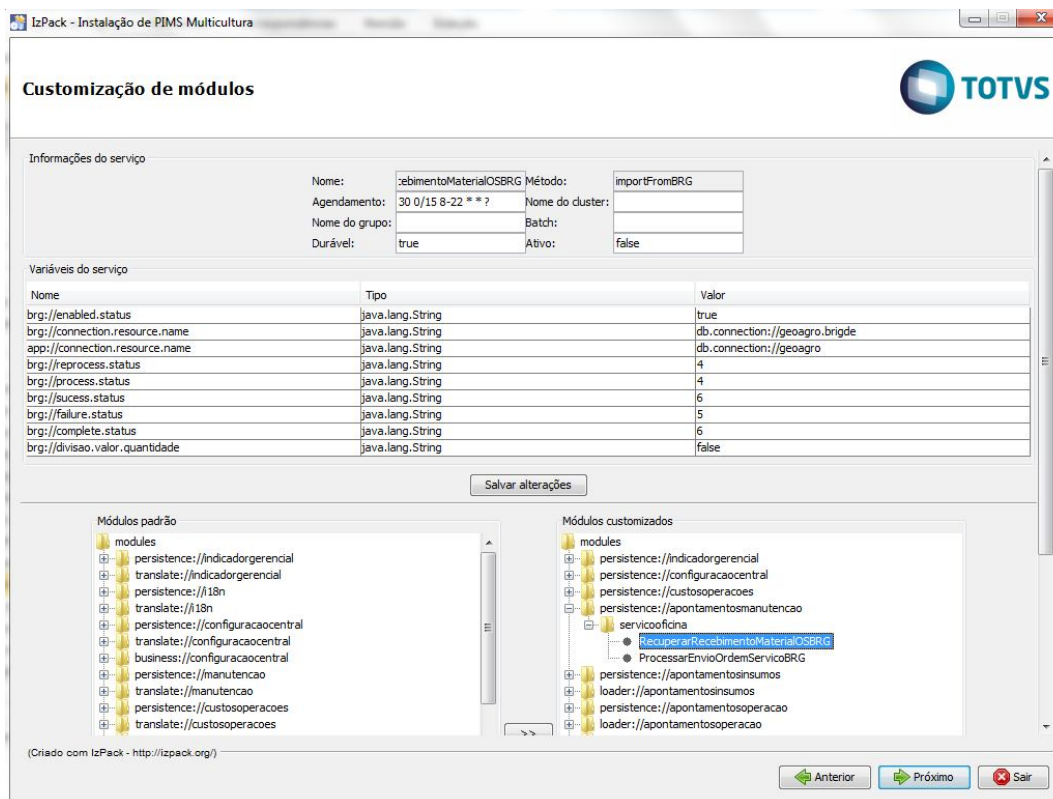 IzPack - Instalação de PIMS Multicultura
Customização de módulos
TOTVS
Informações do serviço
Nome: :ebimentoMaterialOSBRG Método: importFromBRG
Agendamento: 30 0/15 8-22 * * ? Nome do cluster:
Nome do grupo: Batch:
Durável: true Ativo: false
Variáveis do serviço
Nome Tipo Valor
brg://enabled.status java.lang.String true
brg://connection.resource.name java.lang.String db.connection://geoagro.brigde
app://connection.resource.name java.lang.String db.connection://geoagro
brg://reprocess.status java.lang.String 4
brg://process.status java.lang.String 4
brg://sucess.status java.lang.String 6
brg://failure.status java.lang.String 5
brg://complete.status java.lang.String 6
brg://divisao.valor.quantidade java.lang.String false
Salvar alterações
Módulos padrão
modules
persistence://indicadorgerencial
translate://indicadorgerencial
persistence://i18n
translate://i18n
persistence://configuracaocentral
translate://configuracaocentral
business://configuracaocentral
persistence://manutencao
translate://manutencao
persistence://custosoperacoes
translate://custosoperacoes
>>
Módulos customizados
modules
persistence://indicadorgerencial
persistence://configuracaocentral
persistence://custosoperacoes
persistence://apontamentosmanutencao
servicooficina
RecuperarRecebimentoMaterialOSBRG
ProcessarEnvioOrdemServicoBRG
persistence://apontamentosinsumos
loader://apontamentosinsumos
persistence://apontamentosoperacao
loader://apontamentosoperacao
(Criado com IzPack - http://izpack.org/)
Anterior Próximo Sair